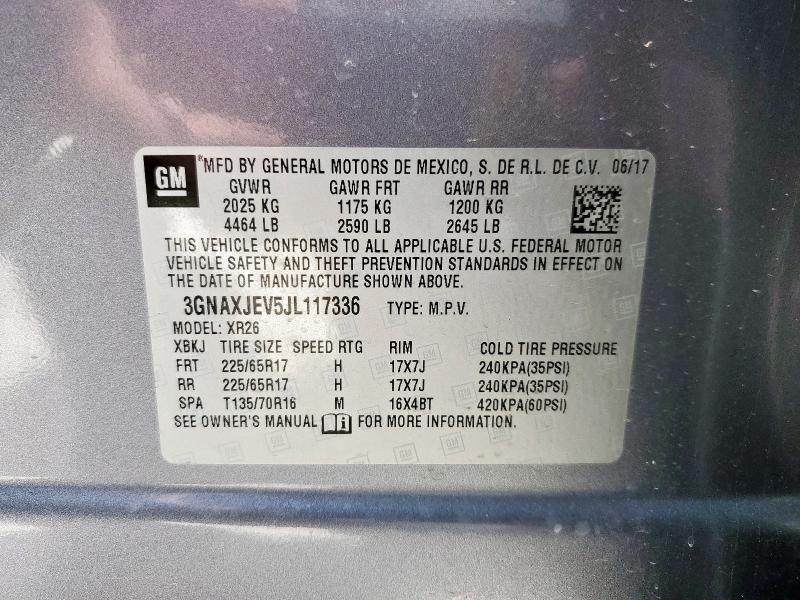 GM
® MFD BY GENERAL MOTORS DE MEXICO, S. DE R.L. DE C.V. 06/17
GVWR GAWR FRT GAWR RR
2025 KG 1175 KG 1200 KG
4464 LB 2590 LB 2645 LB
THIS VEHICLE CONFORMS TO ALL APPLICABLE U.S. FEDERAL MOTOR
VEHICLE SAFETY AND THEFT PREVENTION STANDARDS IN EFFECT ON
THE DATE OF MANUFACTURE SHOWN ABOVE.
3GNAXJEV5JL117336 TYPE: M.P.V.
MODEL: XR26
XBKJ TIRE SIZE SPEED RTG RIM COLD TIRE PRESSURE
FRT 225/65R17 H 17X7J 240KPA(35PSI)
RR 225/65R17 H 17X7J 240KPA(35PSI)
SPA T135/70R16 M 16X4BT 420KPA(60PSI)
SEE OWNER'S MANUAL i FOR MORE INFORMATION.